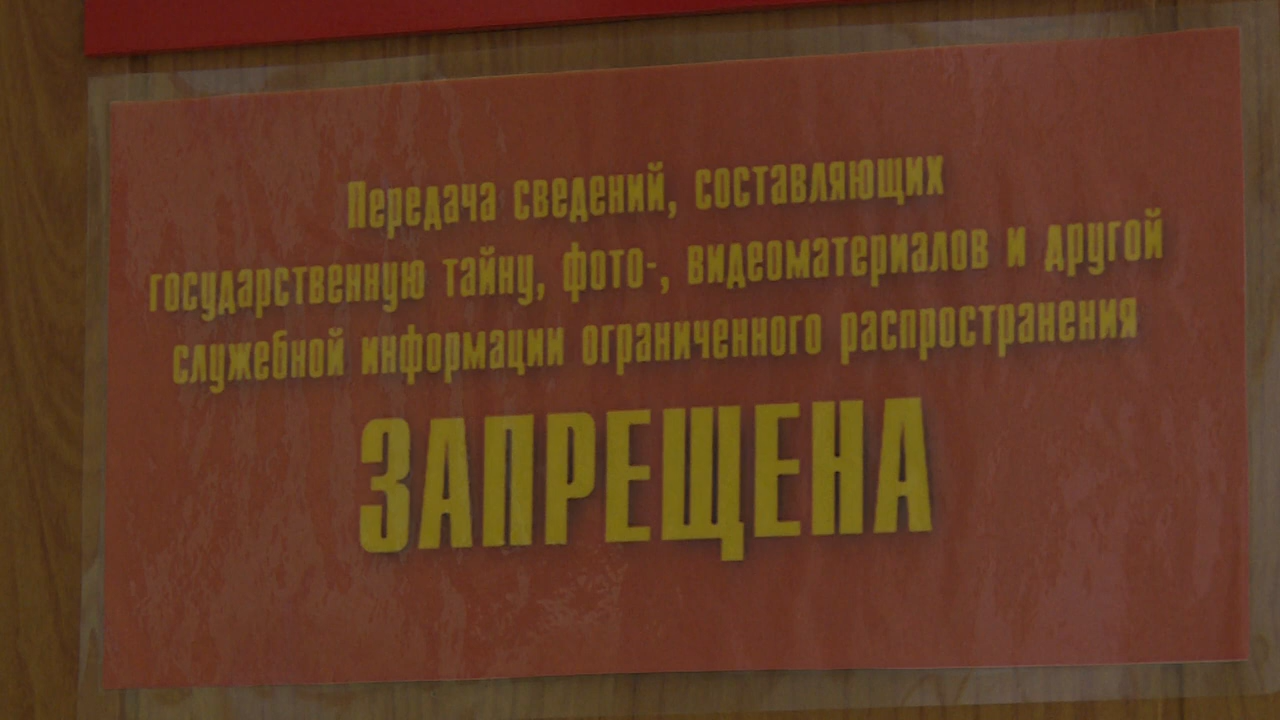 Передача сведений, составляющих
государственную тайну, фото-, видеоматериалов и другой
служебной информации ограниченного распространения
ЗАПРЕЩЕНА